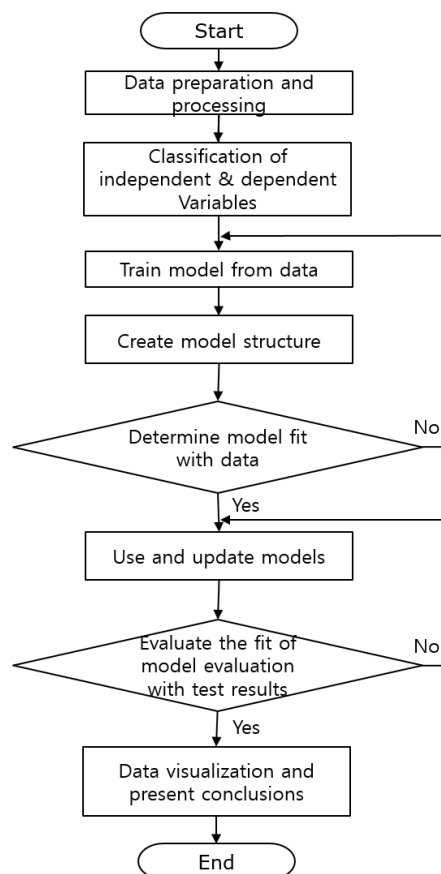 Start
Data preparation and
processing
Classification of
independent & dependent
Variables
Train model from data
Create model structure
Determine model fit
with data
No
Yes
Use and update models
Evaluate the fit of
model evaluation
with test results
No
Yes
Data visualization and
present conclusions
End